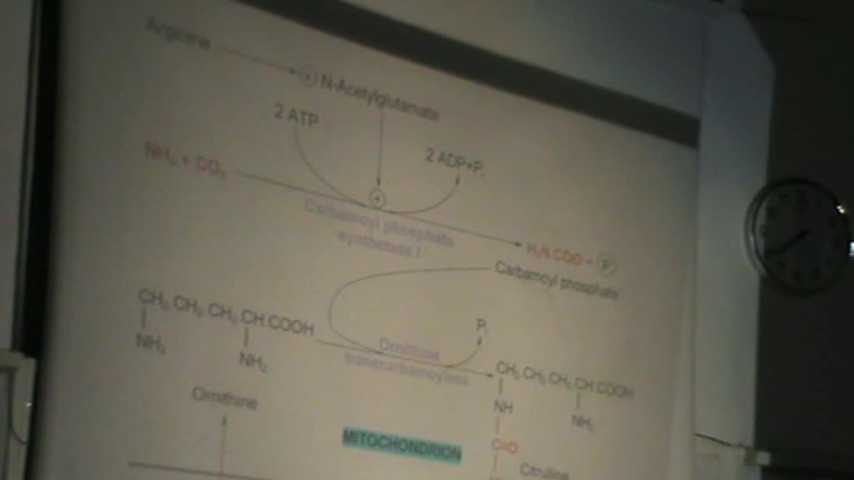 Arginine
+ N-Acetylglutamate
2 ATP
2 ADP+Pi
NH3 + CO2
+
Carbamoyl phosphate
synthetase I
H2N.COO - P
Carbamoyl phosphate
CH2.CH2.CH2.CH.COOH
NH2
NH2
Pi
Ornithine
transcarbamoylase
CH2.CH2.CH2.CH.COOH
NH
NH2
Ornithine
MITOCHONDRION
C=O
Citrulline